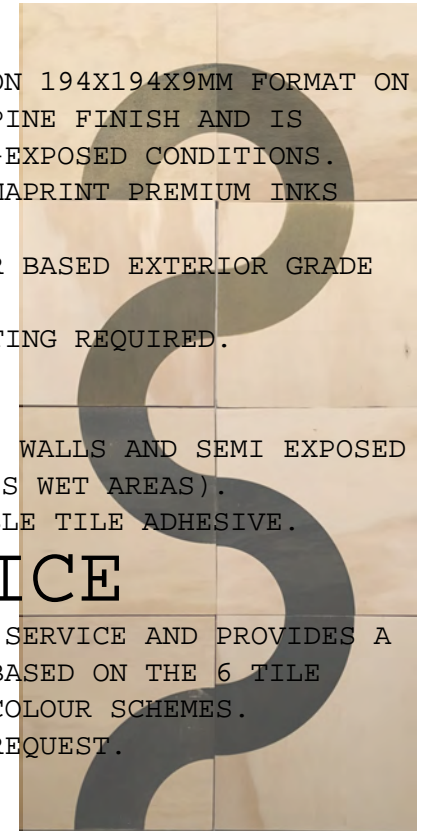 ON 194X194X9MM FORMAT ON
PINE FINISH AND IS
EXPOSED CONDITIONS.
MAPRINT PREMIUM INKS
BASED EXTERIOR GRADE
TING REQUIRED.
WALLS AND SEMI EXPOSED
S WET AREAS).
LE TILE ADHESIVE.
ICE
SERVICE AND PROVIDES A
BASED ON THE 6 TILE
COLOUR SCHEMES.
REQUEST.